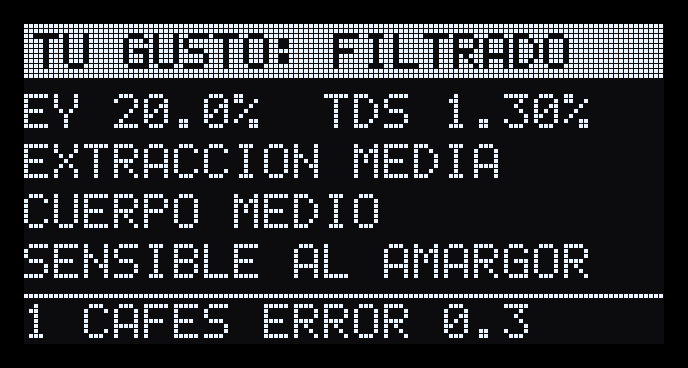 TU GUSTO: FILTRADO
EY 20.0% TDS 1.30%
EXTRACCION MEDIA
CUERPO MEDIO
SENSIBLE AL AMARGOR
1 CAFES ERROR 0.3